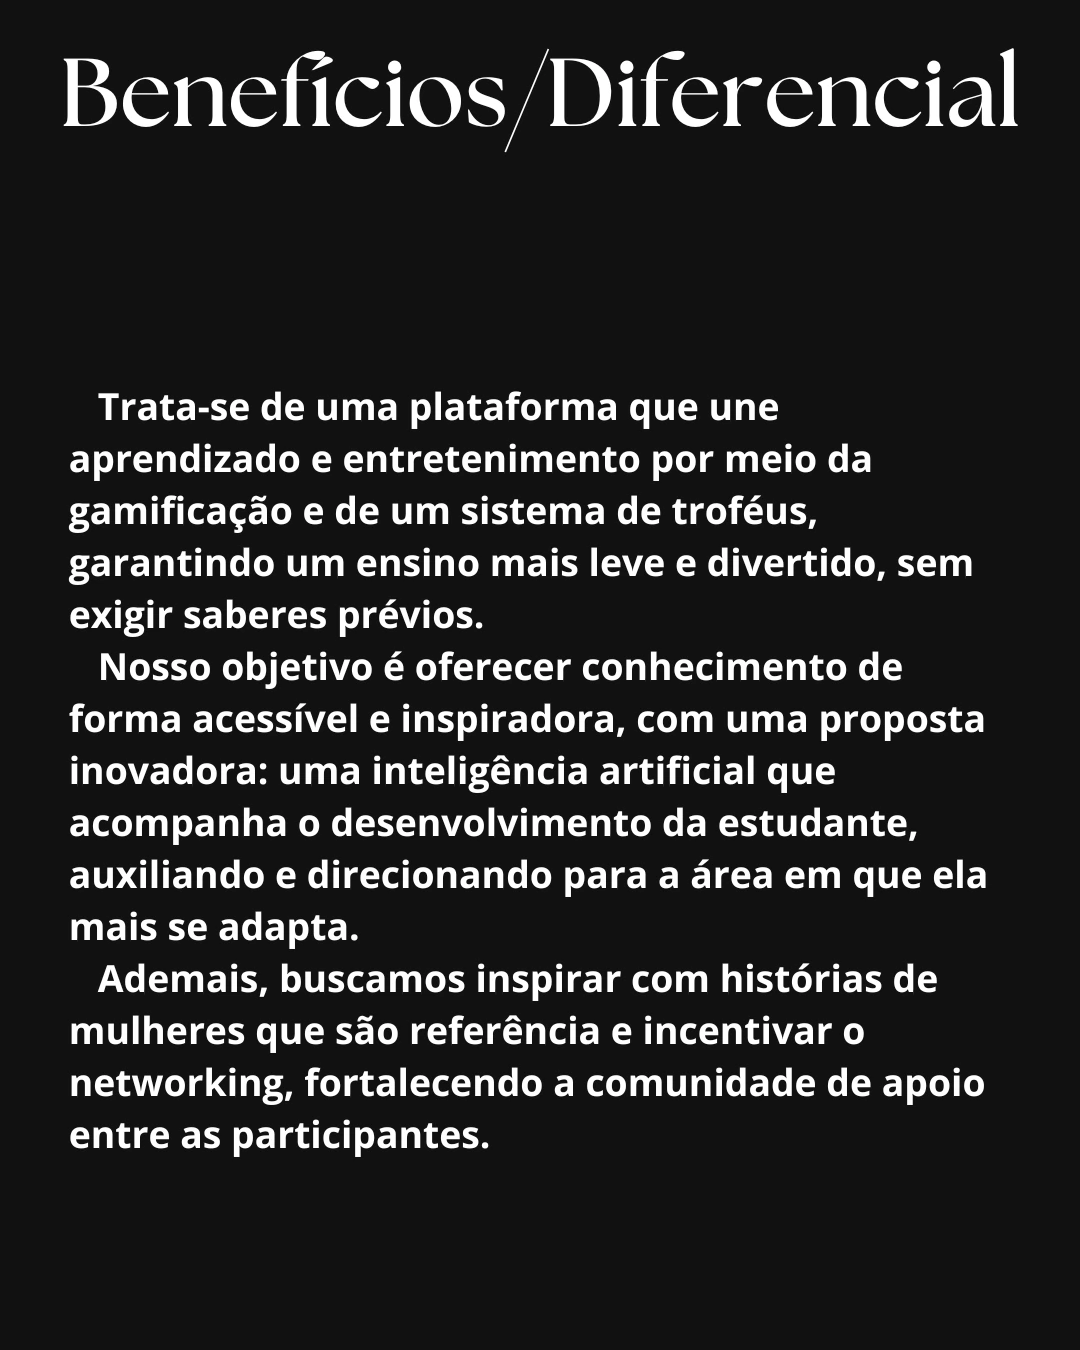 Benefícios/Diferencial
Trata-se de uma plataforma que une
aprendizado e entretenimento por meio da
gamificação e de um sistema de troféus,
garantindo um ensino mais leve e divertido, sem
exigir saberes prévios.
Nosso objetivo é oferecer conhecimento de
forma acessível e inspiradora, com uma proposta
inovadora: uma inteligência artificial que
acompanha o desenvolvimento da estudante,
auxiliando e direcionando para a área em que ela
mais se adapta.
Ademais, buscamos inspirar com histórias de
mulheres que são referência e incentivar o
networking, fortalecendo a comunidade de apoio
entre as participantes.